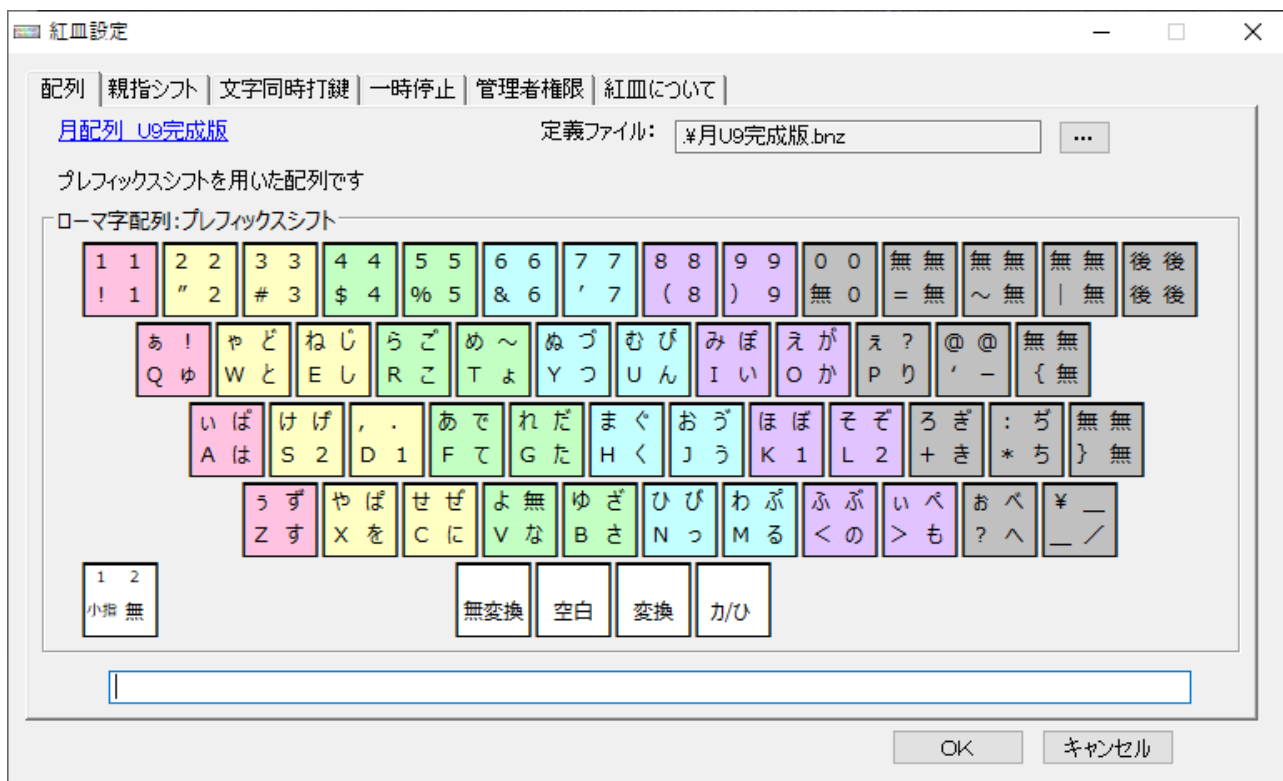 紅皿設定
配列 親指シフト 文字同時打鍵 一時停止 管理者権限 紅皿について
月配列 U9完成版 定義ファイル: .¥月U9完成版.bnz ...
プレフィックスシフトを用いた配列です
ローマ字配列:プレフィックスシフト
1 1 2 2 3 3 4 4 5 5 6 6 7 7 8 8 9 9 0 0 無 無 無 無 無 無 後 後
! 1 " 2 # 3 $ 4 % 5 & 6 ' 7 ( 8 ) 9 無 0 = 無 ~ 無 | 無 後 後
ぁ ! ゃ ど ね じ ら ご め ~ ぬ づ む ぴ み ぽ え が ぇ ? @ @ 無 無
Q ゅ W と E し R こ T ょ Y つ U ん I い O か P り ' - { 無
ぃ ば け げ , . あ で れ だ ま ぐ お ゔ ほ ぼ そ ぞ ろ ぎ : ぢ 無 無
A は S 2 D 1 F て G た H く J う K 1 L 2 + き * ち } 無
ぅ ず や ぱ せ ぜ よ 無 ゆ ざ ひ び わ ぷ ふ ぶ ぃ ぺ ぉ べ ¥ _
Z す X を C に V な B さ N っ M る < の > も ? へ _ /
1 2
小指 無 無変換 空白 変換 カ/ひ
OK キャンセル